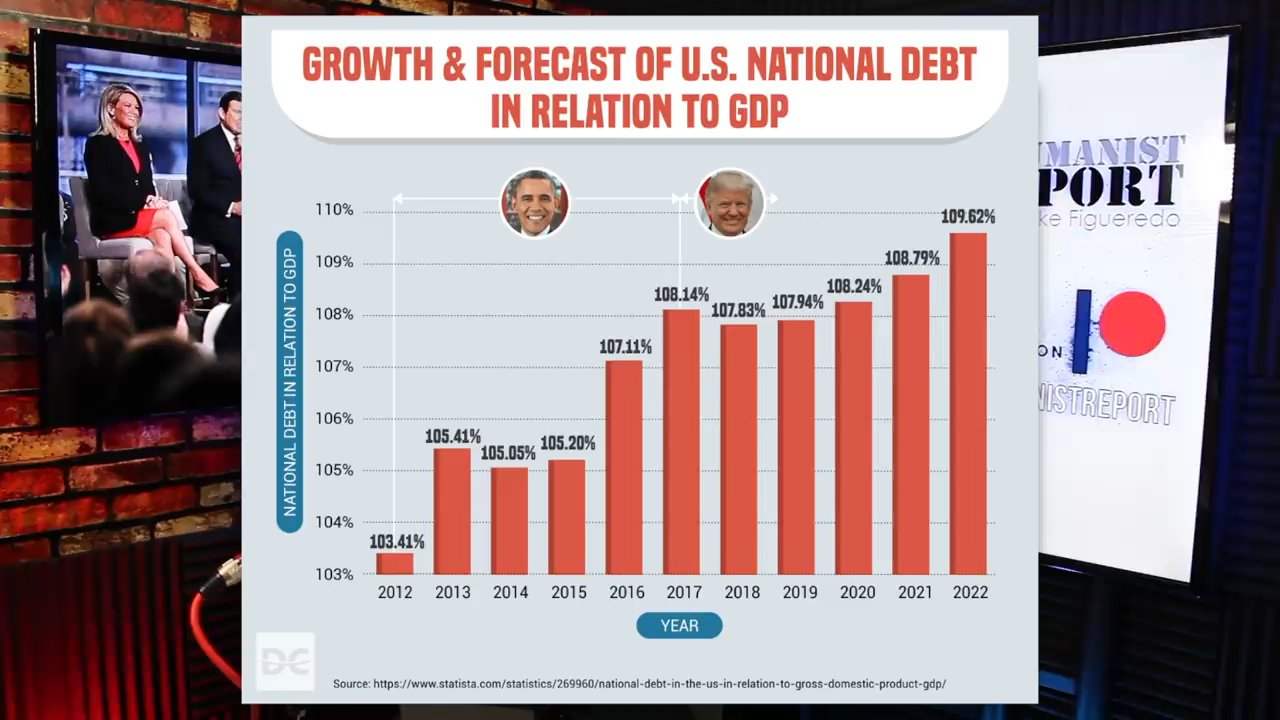 GROWTH & FORECAST OF U.S. NATIONAL DEBT
IN RELATION TO GDP
NATIONAL DEBT IN RELATION TO GDP
110%
109%
108%
107%
106%
105%
104%
103%
103.41%
105.41%
105.05%
105.20%
107.11%
108.14%
107.83%
107.94%
108.24%
108.79%
109.62%
2012 2013 2014 2015 2016 2017 2018 2019 2020 2021 2022
YEAR
DC
Source: https://www.statista.com/statistics/269960/national-debt-in-the-us-in-relation-to-gross-domestic-product-gdp/
MANIST
PORT
ke Figueredo
ON
NISTREPORT